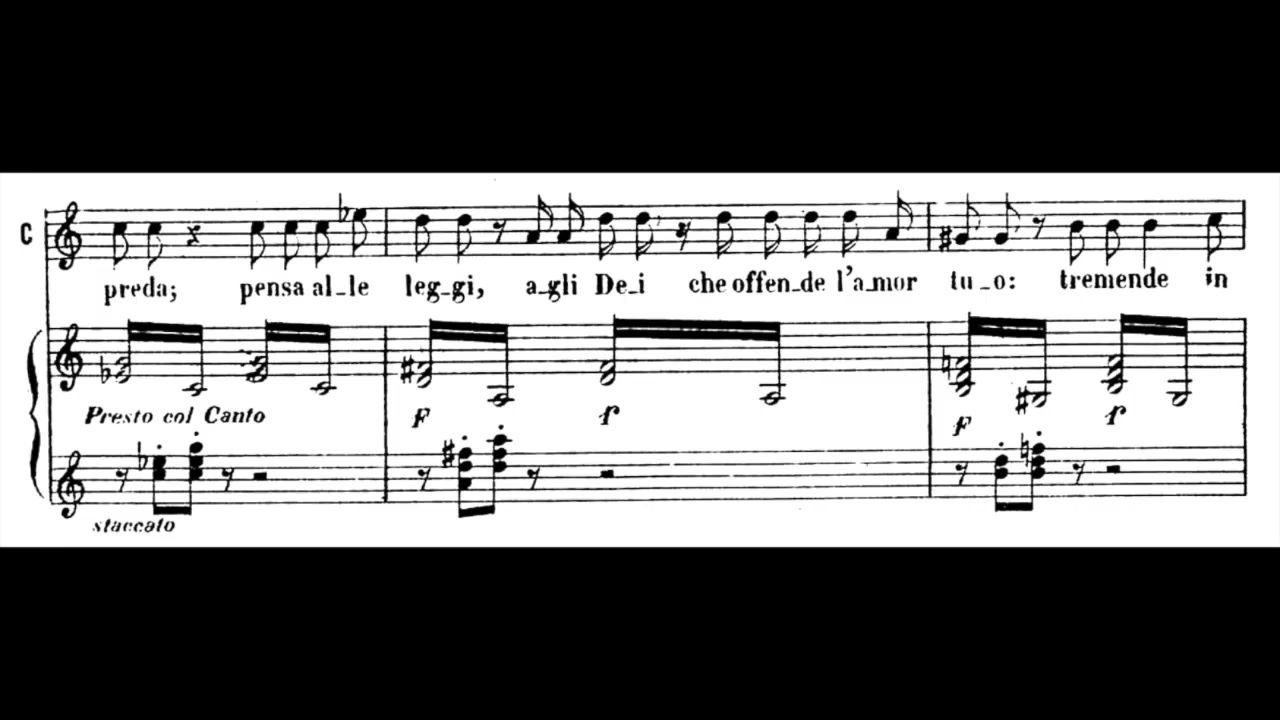 C
preda; pensa al_le leg_gi, a_gli De_i che offen_de l'a_mor tu_o: tremende in
Presto col Canto F F F F
staccato